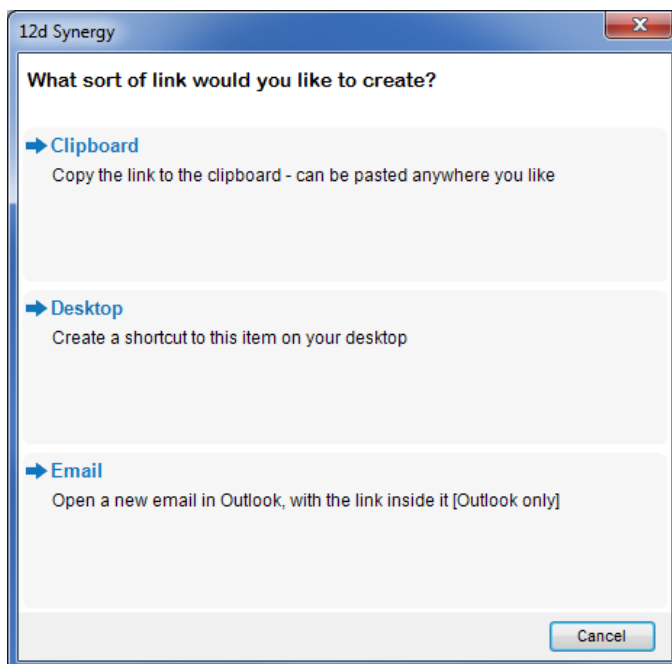 12d Synergy
What sort of link would you like to create?
Clipboard
Copy the link to the clipboard - can be pasted anywhere you like
Desktop
Create a shortcut to this item on your desktop
Email
Open a new email in Outlook, with the link inside it [Outlook only]
Cancel